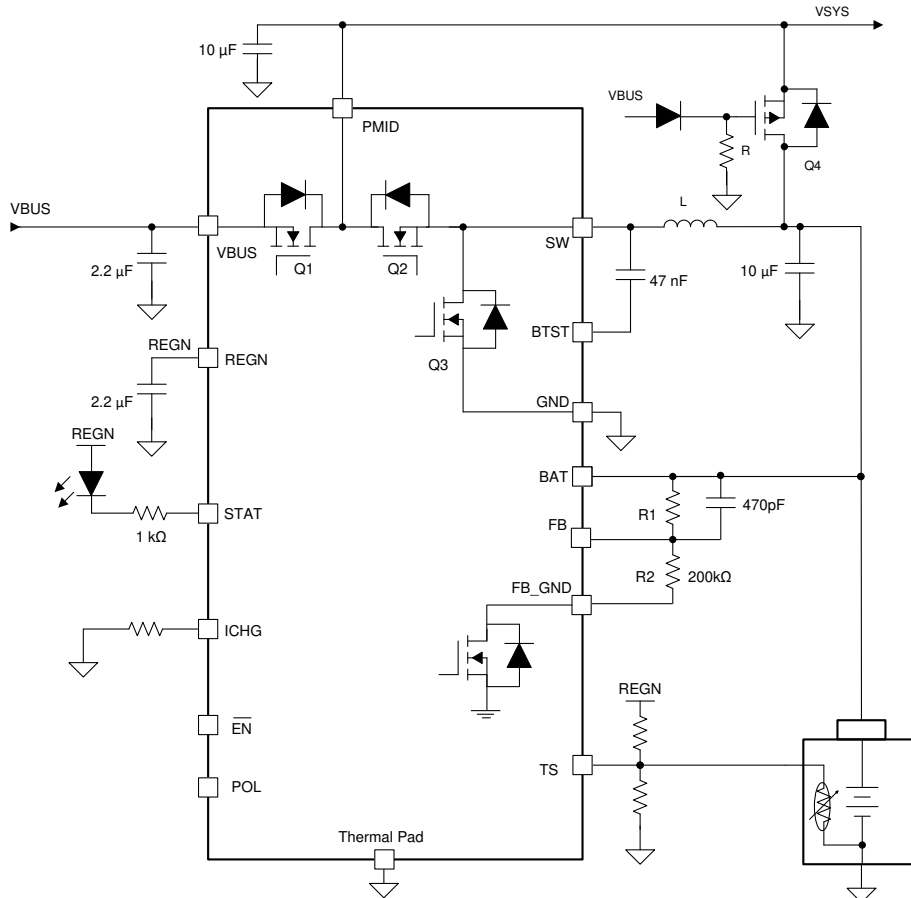 VSYS
10 µF
PMID
VBUS
R
Q4
VBUS
VBUS
Q1
Q2
SW
L
2.2 µF
47 nF
10 µF
Q3
BTST
REGN
REGN
2.2 µF
GND
REGN
BAT
R1
470pF
STAT
1 kΩ
FB
R2
200kΩ
FB_GND
ICHG
REGN
EN
TS
POL
Thermal Pad